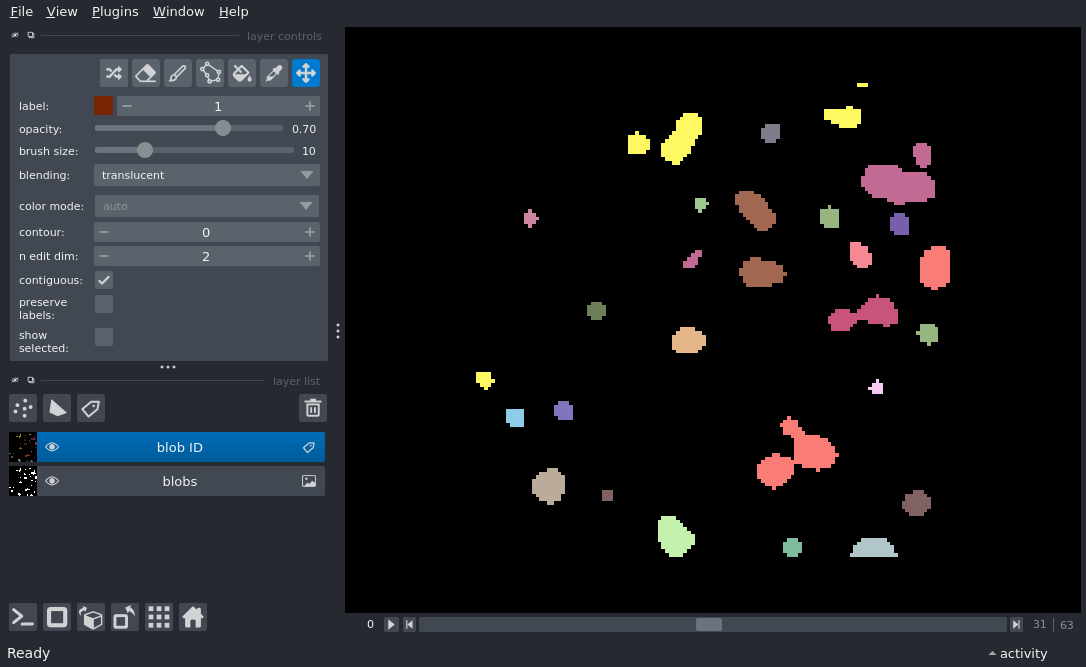 File View Plugins Window Help
layer controls
label: 1
opacity: 0.70
brush size: 10
blending: translucent
color mode: auto
contour: 0
n edit dim: 2
contiguous:
preserve
labels:
show
selected:
layer list
blob ID
blobs
0 31 63
Ready activity